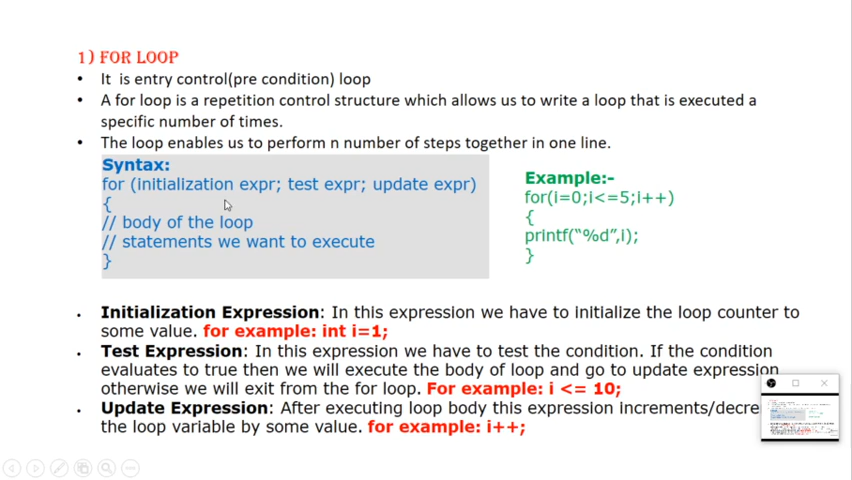 1) FOR LOOP
• It is entry control(pre condition) loop
• A for loop is a repetition control structure which allows us to write a loop that is executed a
specific number of times.
• The loop enables us to perform n number of steps together in one line.
Syntax:
for (initialization expr; test expr; update expr)
{
// body of the loop
// statements we want to execute
}
Example:-
for(i=0;i<=5;i++)
{
printf("%d",i);
}
• Initialization Expression: In this expression we have to initialize the loop counter to
some value. for example: int i=1;
• Test Expression: In this expression we have to test the condition. If the condition
evaluates to true then we will execute the body of loop and go to update expression
otherwise we will exit from the for loop. For example: i <= 10;
• Update Expression: After executing loop body this expression increments/decre
the loop variable by some value. for example: i++;